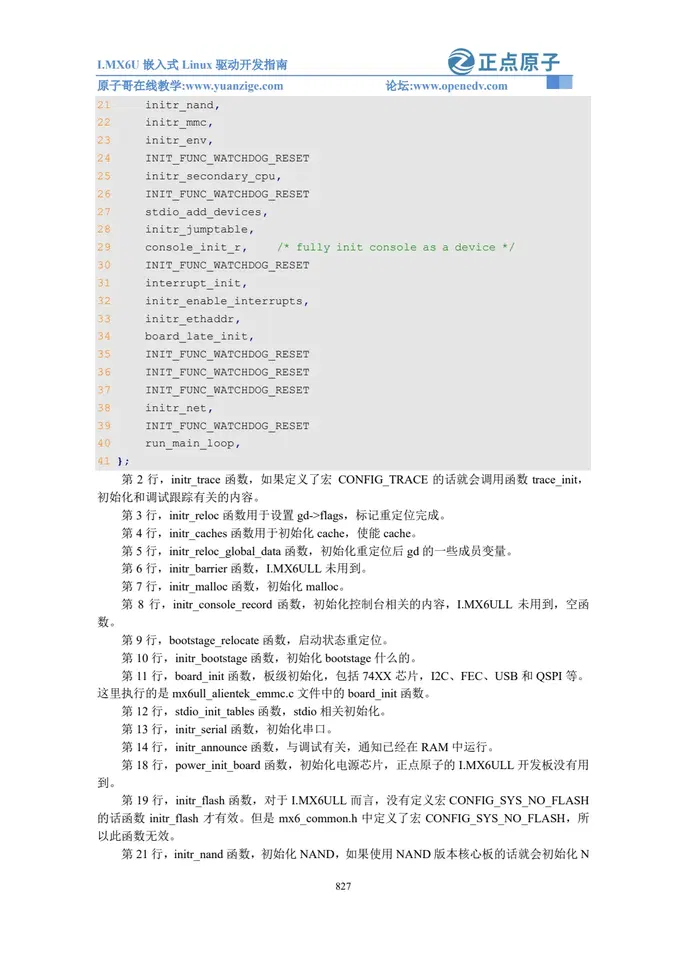 I.MX6U 嵌入式 Linux 驱动开发指南
正点原子
原子哥在线教学:www.yuanzige.com 论坛:www.openedv.com
21 initr_nand,
22 initr_mmc,
23 initr_env,
24 INIT_FUNC_WATCHDOG_RESET
25 initr_secondary_cpu,
26 INIT_FUNC_WATCHDOG_RESET
27 stdio_add_devices,
28 initr_jumptable,
29 console_init_r, /* fully init console as a device */
30 INIT_FUNC_WATCHDOG_RESET
31 interrupt_init,
32 initr_enable_interrupts,
33 initr_ethaddr,
34 board_late_init,
35 INIT_FUNC_WATCHDOG_RESET
36 INIT_FUNC_WATCHDOG_RESET
37 INIT_FUNC_WATCHDOG_RESET
38 initr_net,
39 INIT_FUNC_WATCHDOG_RESET
40 run_main_loop,
41 };
第 2 行，initr_trace 函数，如果定义了宏 CONFIG_TRACE 的话就会调用函数 trace_init，
初始化和调试跟踪有关的内容。
第 3 行，initr_reloc 函数用于设置 gd->flags，标记重定位完成。
第 4 行，initr_caches 函数用于初始化 cache，使能 cache。
第 5 行，initr_reloc_global_data 函数，初始化重定位后 gd 的一些成员变量。
第 6 行，initr_barrier 函数，I.MX6ULL 未用到。
第 7 行，initr_malloc 函数，初始化 malloc。
第 8 行，initr_console_record 函数，初始化控制台相关的内容，I.MX6ULL 未用到，空函
数。
第 9 行，bootstage_relocate 函数，启动状态重定位。
第 10 行，initr_bootstage 函数，初始化 bootstage 什么的。
第 11 行，board_init 函数，板级初始化，包括 74XX 芯片，I2C、FEC、USB 和 QSPI 等。
这里执行的是 mx6ull_alientek_emmc.c 文件中的 board_init 函数。
第 12 行，stdio_init_tables 函数，stdio 相关初始化。
第 13 行，initr_serial 函数，初始化串口。
第 14 行，initr_announce 函数，与调试有关，通知已经在 RAM 中运行。
第 18 行，power_init_board 函数，初始化电源芯片，正点原子的 I.MX6ULL 开发板没有用
到。
第 19 行，initr_flash 函数，对于 I.MX6ULL 而言，没有定义宏 CONFIG_SYS_NO_FLASH
的话函数 initr_flash 才有效。但是 mx6_common.h 中定义了宏 CONFIG_SYS_NO_FLASH，所
以此函数无效。
第 21 行，initr_nand 函数，初始化 NAND，如果使用 NAND 版本核心板的话就会初始化 N
827